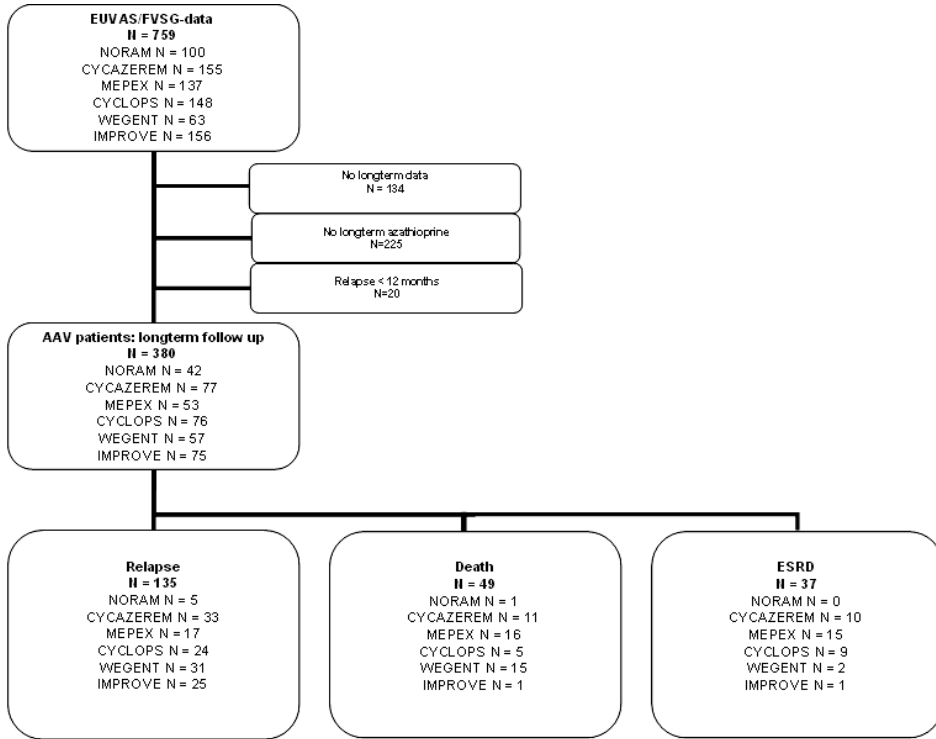 EUVAS/FVSG-data
N = 759
NORAM N = 100
CYCAZEREM N = 155
MEPEX N = 137
CYCLOPS N = 148
WEGENT N = 63
IMPROVE N = 156
No longterm data
N = 134
No longterm azathioprine
N=225
Relapse < 12 months
N=20
AAV patients: longterm follow up
N = 380
NORAM N = 42
CYCAZEREM N = 77
MEPEX N = 53
CYCLOPS N = 76
WEGENT N = 57
IMPROVE N = 75
Relapse
N = 135
NORAM N = 5
CYCAZEREM N = 33
MEPEX N = 17
CYCLOPS N = 24
WEGENT N = 31
IMPROVE N = 25
Death
N = 49
NORAM N = 1
CYCAZEREM N = 11
MEPEX N = 16
CYCLOPS N = 5
WEGENT N = 15
IMPROVE N = 1
ESRD
N = 37
NORAM N = 0
CYCAZEREM N = 10
MEPEX N = 15
CYCLOPS N = 9
WEGENT N = 2
IMPROVE N = 1